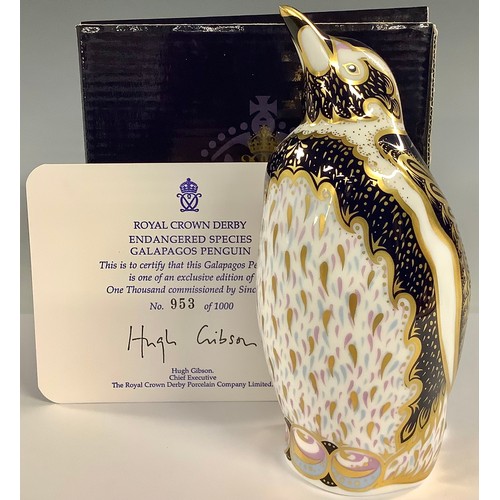 ROYAL CROWN DERBY
ENDANGERED SPECIES
GALAPAGOS PENGUIN
This is to certify that this Galapagos
is one of an exclusive edition of
One Thousand commissioned by
No. 953 of 1000
Hugh Gibson
Hugh Gibson,
Chief Executive
The Royal Crown Derby Porcelain Company Limited.